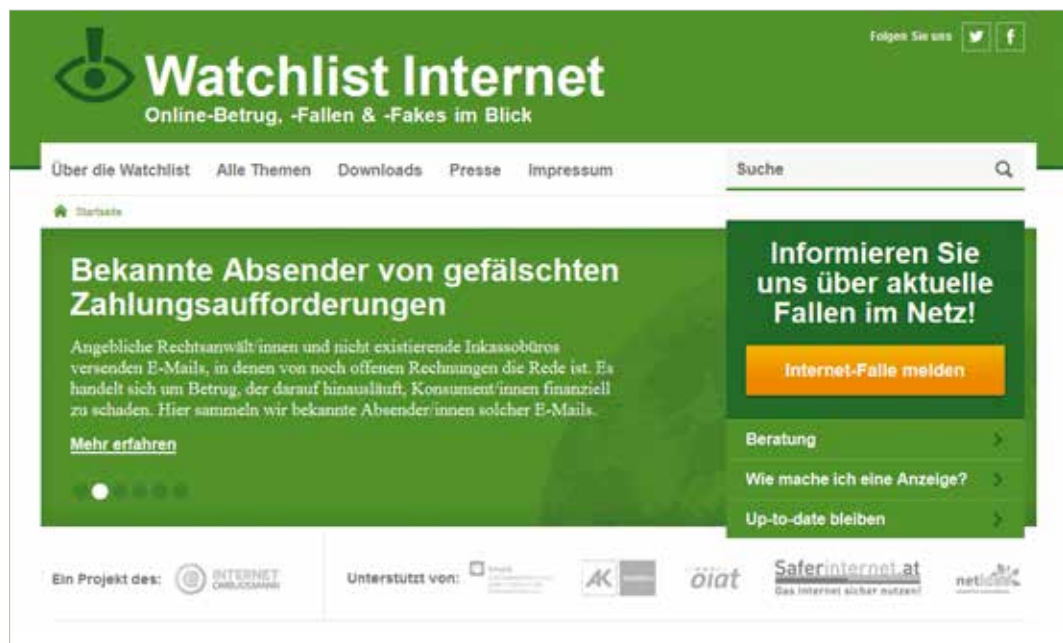 Folgen Sie uns
Watchlist Internet
Online-Betrug, -Fallen & -Fakes im Blick
Über die Watchlist Alle Themen Downloads Presse Impressum Suche
Startseite
Bekannte Absender von gefälschten
Zahlungsaufforderungen
Angebliche Rechtsanwält/innen und nicht existierende Inkassobüros
versenden E-Mails, in denen von noch offenen Rechnungen die Rede ist. Es
handelt sich um Betrug, der darauf hinausläuft, Konsument/innen finanziell
zu schaden. Hier sammeln wir bekannte Absender/innen solcher E-Mails.
Mehr erfahren
Informieren Sie
uns über aktuelle
Fallen im Netz!
Internet-Falle melden
Beratung
Wie mache ich eine Anzeige?
Up-to-date bleiben
Ein Projekt des: INTERNET
OMBUDSMANN
Unterstützt von:
AK
öiat
Saferinternet.at
Das Internet sicher nutzen!
netidee